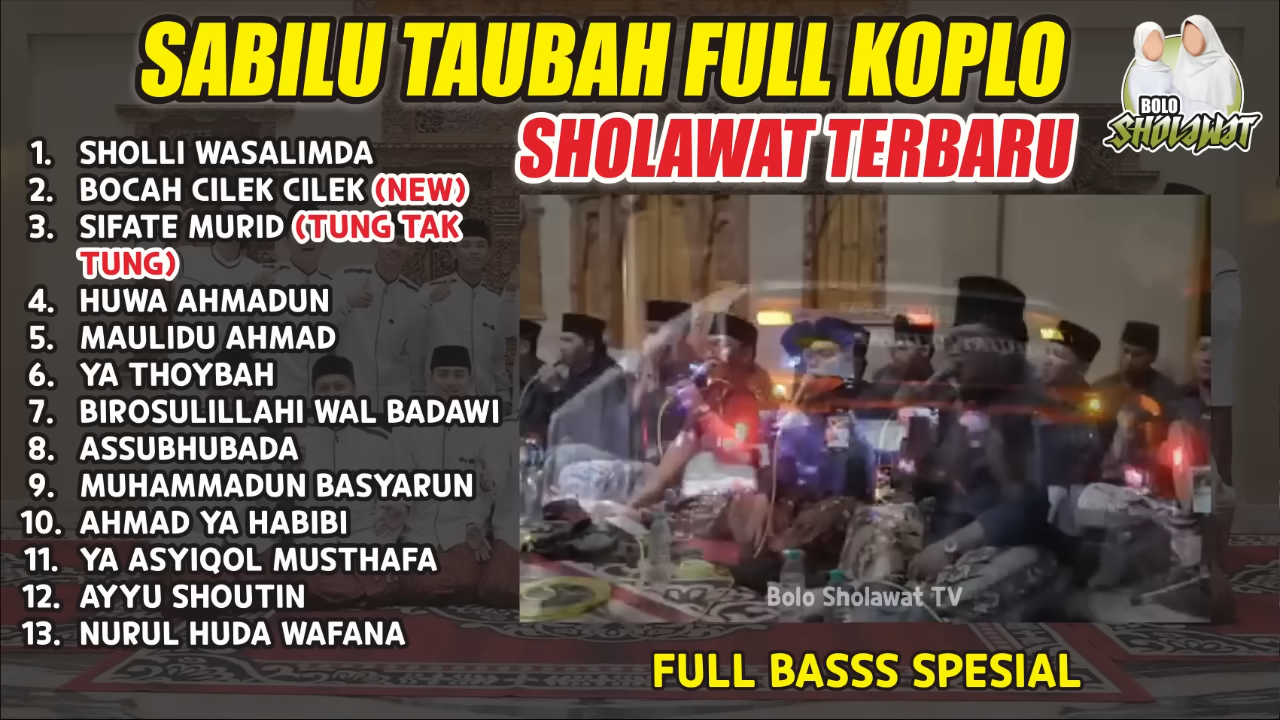 SABILU TAUBAH FULL KOPLO
SHOLAWAT TERBARU
BOLO
SHOLAWAT
1. SHOLLI WASALIMDA
2. BOCAH CILEK CILEK (NEW)
3. SIFATE MURID (TUNG TAK
TUNG)
4. HUWA AHMADUN
5. MAULIDU AHMAD
6. YA THOYBAH
7. BIROSULILLAHI WAL BADAWI
8. ASSUBHUBADA
9. MUHAMMADUN BASYARUN
10. AHMAD YA HABIBI
11. YA ASYIQOL MUSTHAFA
12. AYYU SHOUTIN
13. NURUL HUDA WAFANA
Bolo Sholawat TV
FULL BASSS SPESIAL